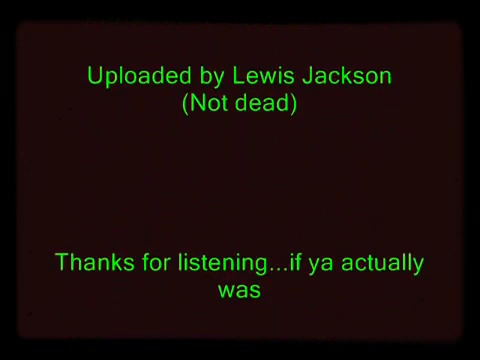 Uploaded by Lewis Jackson
(Not dead)
Thanks for listening...if ya actually
was